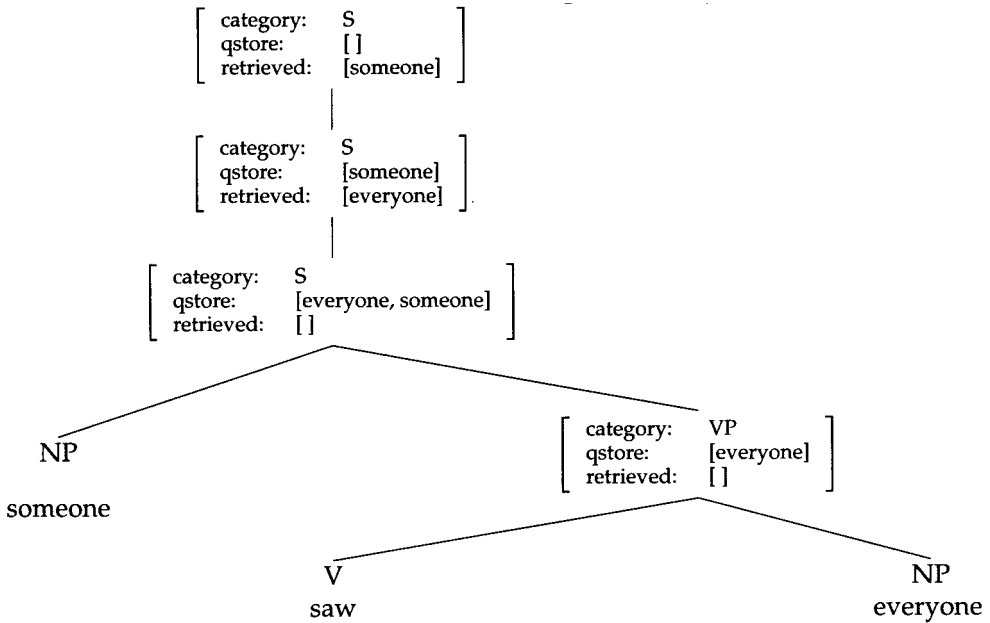 category: S
qstore: [ ]
retrieved: [someone]
category: S
qstore: [someone]
retrieved: [everyone]
category: S
qstore: [everyone, someone]
retrieved: [ ]
NP
someone
category: VP
qstore: [everyone]
retrieved: [ ]
V
saw
NP
everyone